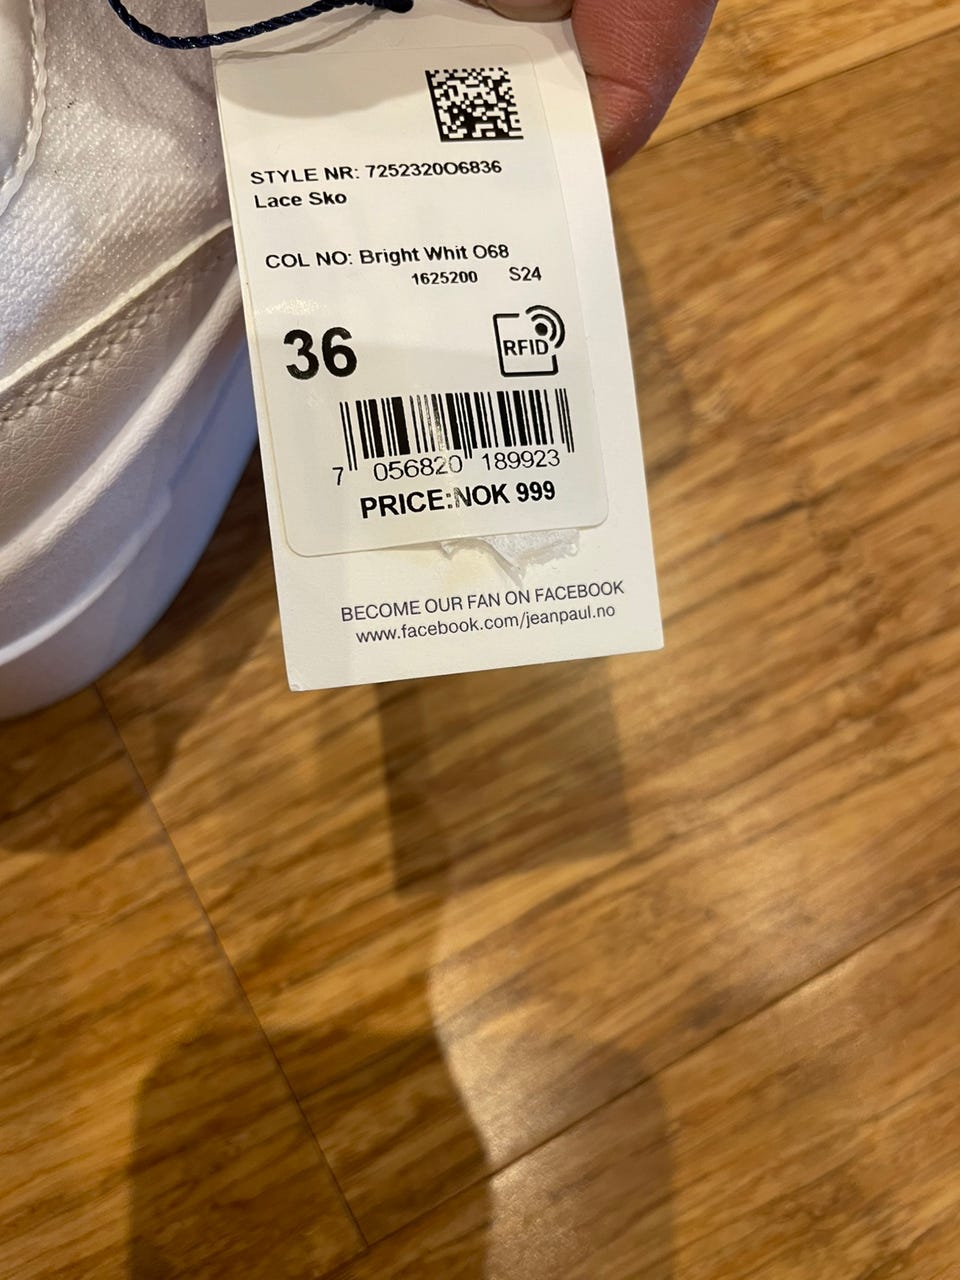 STYLE NR: 7252320O6836
Lace Sko
COL NO: Bright Whit O68
1625200 S24
36
RFID
7 056820 189923
PRICE:NOK 999
BECOME OUR FAN ON FACEBOOK
www.facebook.com/jeanpaul.no